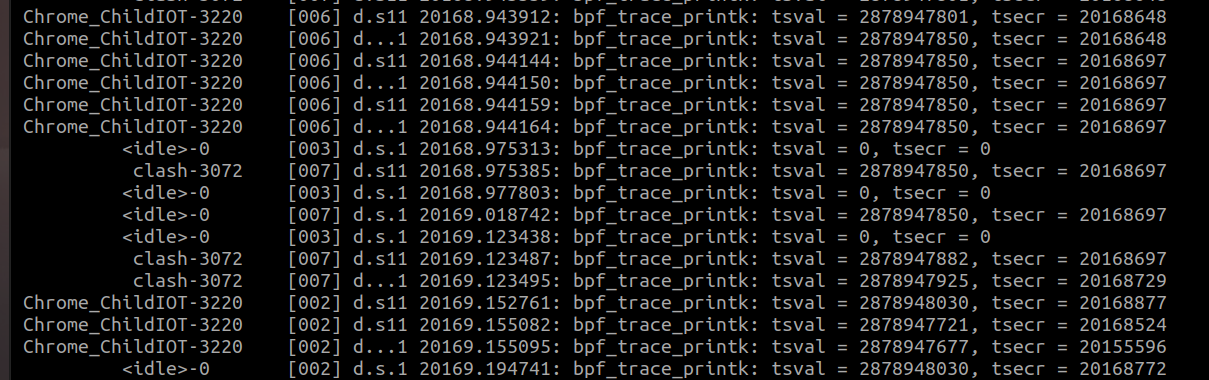 Chrome_ChildIOT-3220 [006] d.s11 20168.943912: bpf_trace_printk: tsval = 2878947801, tsecr = 20168648
Chrome_ChildIOT-3220 [006] d...1 20168.943921: bpf_trace_printk: tsval = 2878947850, tsecr = 20168648
Chrome_ChildIOT-3220 [006] d.s11 20168.944144: bpf_trace_printk: tsval = 2878947850, tsecr = 20168697
Chrome_ChildIOT-3220 [006] d...1 20168.944150: bpf_trace_printk: tsval = 2878947850, tsecr = 20168697
Chrome_ChildIOT-3220 [006] d.s11 20168.944159: bpf_trace_printk: tsval = 2878947850, tsecr = 20168697
Chrome_ChildIOT-3220 [006] d...1 20168.944164: bpf_trace_printk: tsval = 2878947850, tsecr = 20168697
<idle>-0 [003] d.s.1 20168.975313: bpf_trace_printk: tsval = 0, tsecr = 0
clash-3072 [007] d.s11 20168.975385: bpf_trace_printk: tsval = 2878947850, tsecr = 20168697
<idle>-0 [003] d.s.1 20168.977803: bpf_trace_printk: tsval = 0, tsecr = 0
<idle>-0 [007] d.s.1 20169.018742: bpf_trace_printk: tsval = 2878947850, tsecr = 20168697
<idle>-0 [003] d.s.1 20169.123438: bpf_trace_printk: tsval = 0, tsecr = 0
clash-3072 [007] d.s11 20169.123487: bpf_trace_printk: tsval = 2878947882, tsecr = 20168697
clash-3072 [007] d...1 20169.123495: bpf_trace_printk: tsval = 2878947925, tsecr = 20168729
Chrome_ChildIOT-3220 [002] d.s11 20169.152761: bpf_trace_printk: tsval = 2878948030, tsecr = 20168877
Chrome_ChildIOT-3220 [002] d.s11 20169.155082: bpf_trace_printk: tsval = 2878947721, tsecr = 20168524
Chrome_ChildIOT-3220 [002] d...1 20169.155095: bpf_trace_printk: tsval = 2878947677, tsecr = 20155596
<idle>-0 [002] d.s.1 20169.194741: bpf_trace_printk: tsval = 2878948030, tsecr = 20168772